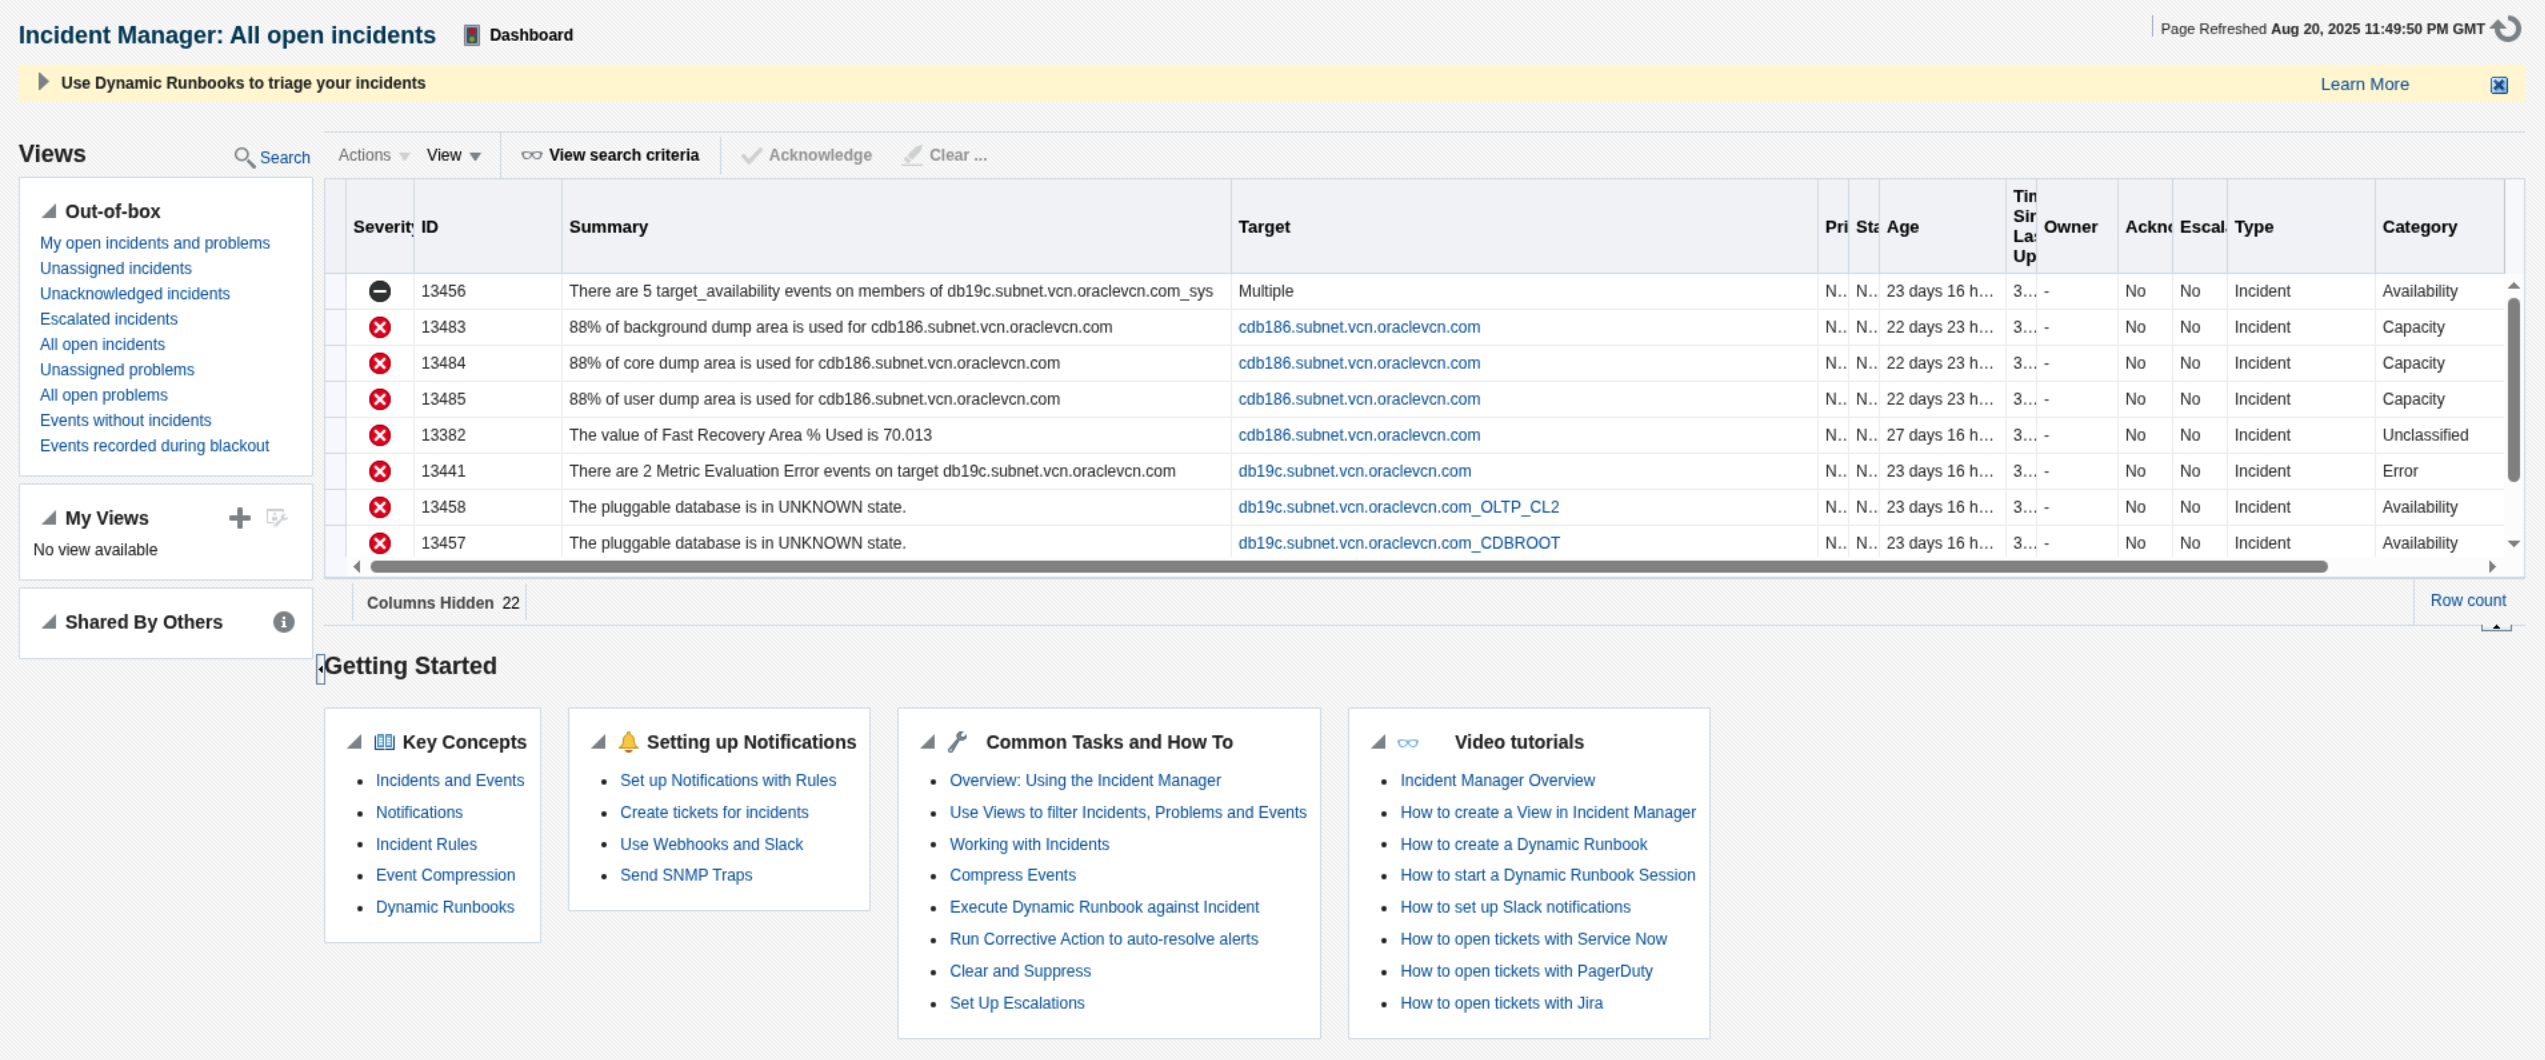 Incident Manager: All open incidents Dashboard Page Refreshed Aug 20, 2025 11:49:50 PM GMT
Use Dynamic Runbooks to triage your incidents Learn More
Views Search
Out-of-box
My open incidents and problems
Unassigned incidents
Unacknowledged incidents
Escalated incidents
All open incidents
Unassigned problems
All open problems
Events without incidents
Events recorded during blackout
My Views
No view available
Shared By Others
Actions View View search criteria Acknowledge Clear ...
Severity ID Summary Target Pri Sta Age Tim Sin Las Up Owner Ackno Escal Type Category
13456 There are 5 target_availability events on members of db19c.subnet.vcn.oraclevcn.com_sys Multiple N... N... 23 days 16 h... 3... - No No Incident Availability
13483 88% of background dump area is used for cdb186.subnet.vcn.oraclevcn.com cdb186.subnet.vcn.oraclevcn.com N... N... 22 days 23 h... 3... - No No Incident Capacity
13484 88% of core dump area is used for cdb186.subnet.vcn.oraclevcn.com cdb186.subnet.vcn.oraclevcn.com N... N... 22 days 23 h... 3... - No No Incident Capacity
13485 88% of user dump area is used for cdb186.subnet.vcn.oraclevcn.com cdb186.subnet.vcn.oraclevcn.com N... N... 22 days 23 h... 3... - No No Incident Capacity
13382 The value of Fast Recovery Area % Used is 70.013 cdb186.subnet.vcn.oraclevcn.com N... N... 27 days 16 h... 3... - No No Incident Unclassified
13441 There are 2 Metric Evaluation Error events on target db19c.subnet.vcn.oraclevcn.com db19c.subnet.vcn.oraclevcn.com N... N... 23 days 16 h... 3... - No No Incident Error
13458 The pluggable database is in UNKNOWN state. db19c.subnet.vcn.oraclevcn.com_OLTP_CL2 N... N... 23 days 16 h... 3... - No No Incident Availability
13457 The pluggable database is in UNKNOWN state. db19c.subnet.vcn.oraclevcn.com_CDBROOT N... N... 23 days 16 h... 3... - No No Incident Availability
Columns Hidden 22 Row count
Getting Started
Key Concepts
Incidents and Events
Notifications
Incident Rules
Event Compression
Dynamic Runbooks
Setting up Notifications
Set up Notifications with Rules
Create tickets for incidents
Use Webhooks and Slack
Send SNMP Traps
Common Tasks and How To
Overview: Using the Incident Manager
Use Views to filter Incidents, Problems and Events
Working with Incidents
Compress Events
Execute Dynamic Runbook against Incident
Run Corrective Action to auto-resolve alerts
Clear and Suppress
Set Up Escalations
Video tutorials
Incident Manager Overview
How to create a View in Incident Manager
How to create a Dynamic Runbook
How to start a Dynamic Runbook Session
How to set up Slack notifications
How to open tickets with Service Now
How to open tickets with PagerDuty
How to open tickets with Jira